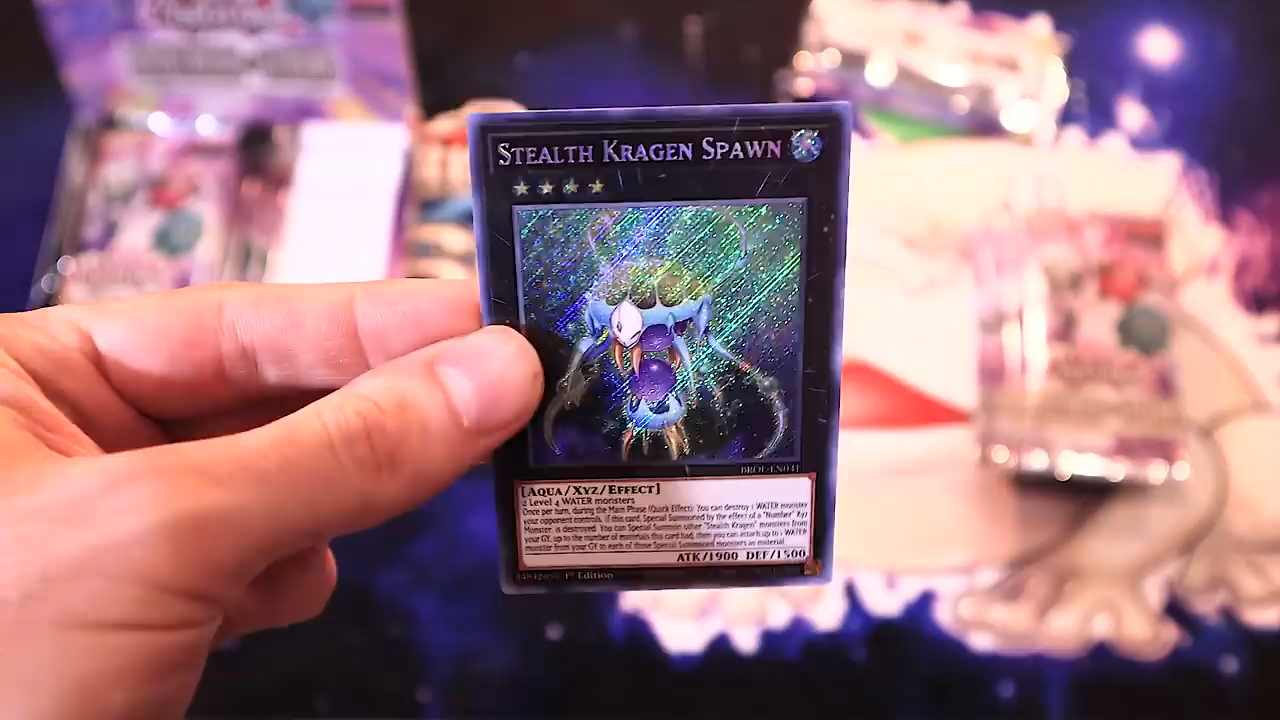 STEALTH KRAGEN SPAWN
BROL-EN031
[AQUA/XYZ/EFFECT]
2 Level 4 WATER monsters
Once per turn, during the Main Phase (Quick Effect): You can destroy 1 WATER monster
your opponent controls. If this card, Special Summoned by the effect of a "Number" Xyz
Monster, is destroyed: You can Special Summon other "Stealth Kragen" monsters from
your GY, up to the number of materials this card had, then you can attach up to 1 WATER
monster from your GY to each of those Special Summoned monsters as material.
ATK/1900 DEF/1500
1st Edition